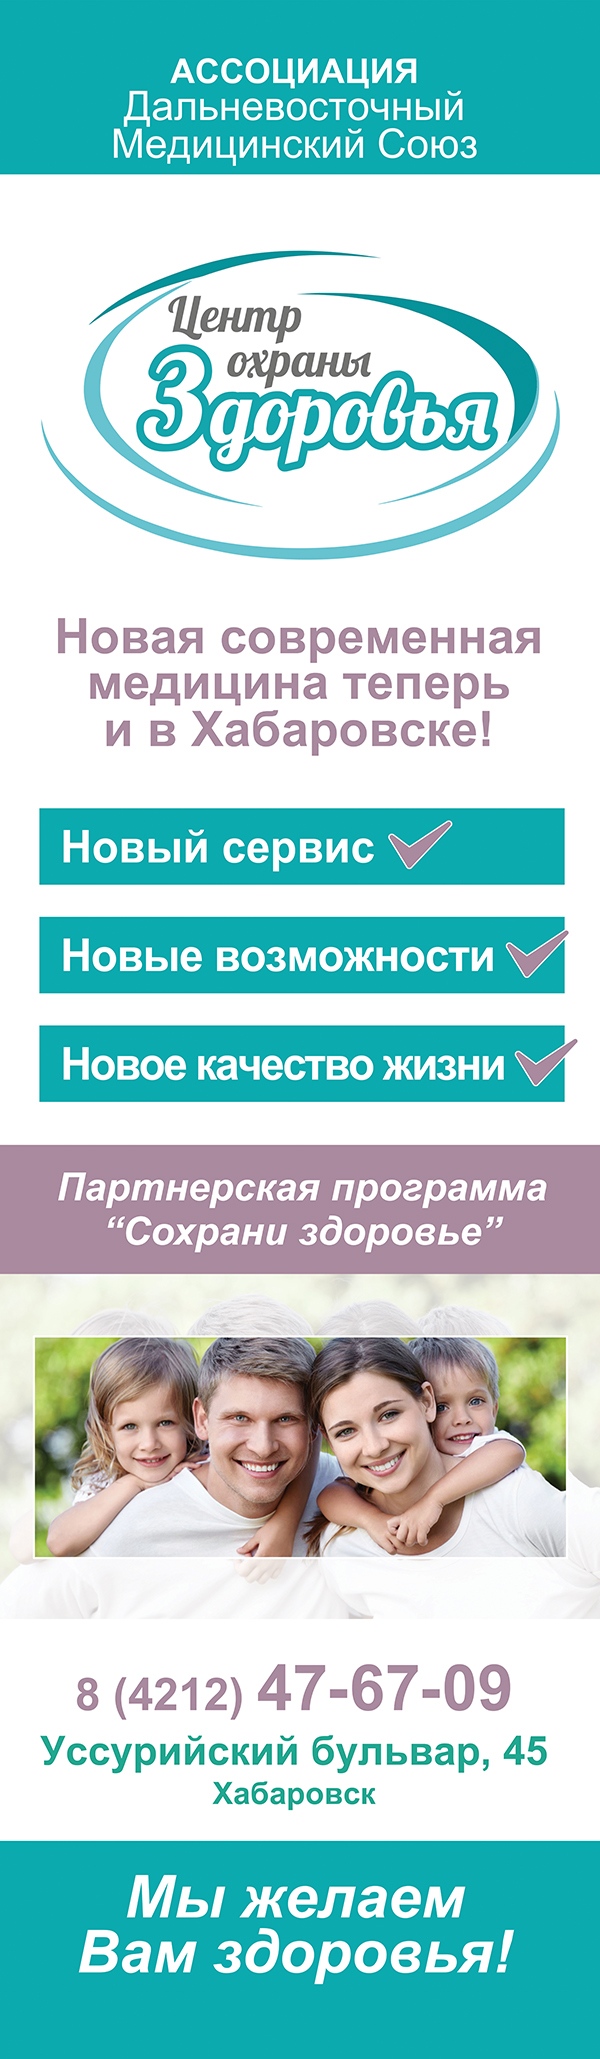 АССОЦИАЦИЯ
Дальневосточный
Медицинский Союз
Центр
охраны
Здоровья
Новая современная
медицина теперь
и в Хабаровске!
Новый сервис
Новые возможности
Новое качество жизни
Партнерская программа
“Сохрани здоровье”
8 (4212) 47-67-09
Уссурийский бульвар, 45
Хабаровск
Мы желаем
Вам здоровья!